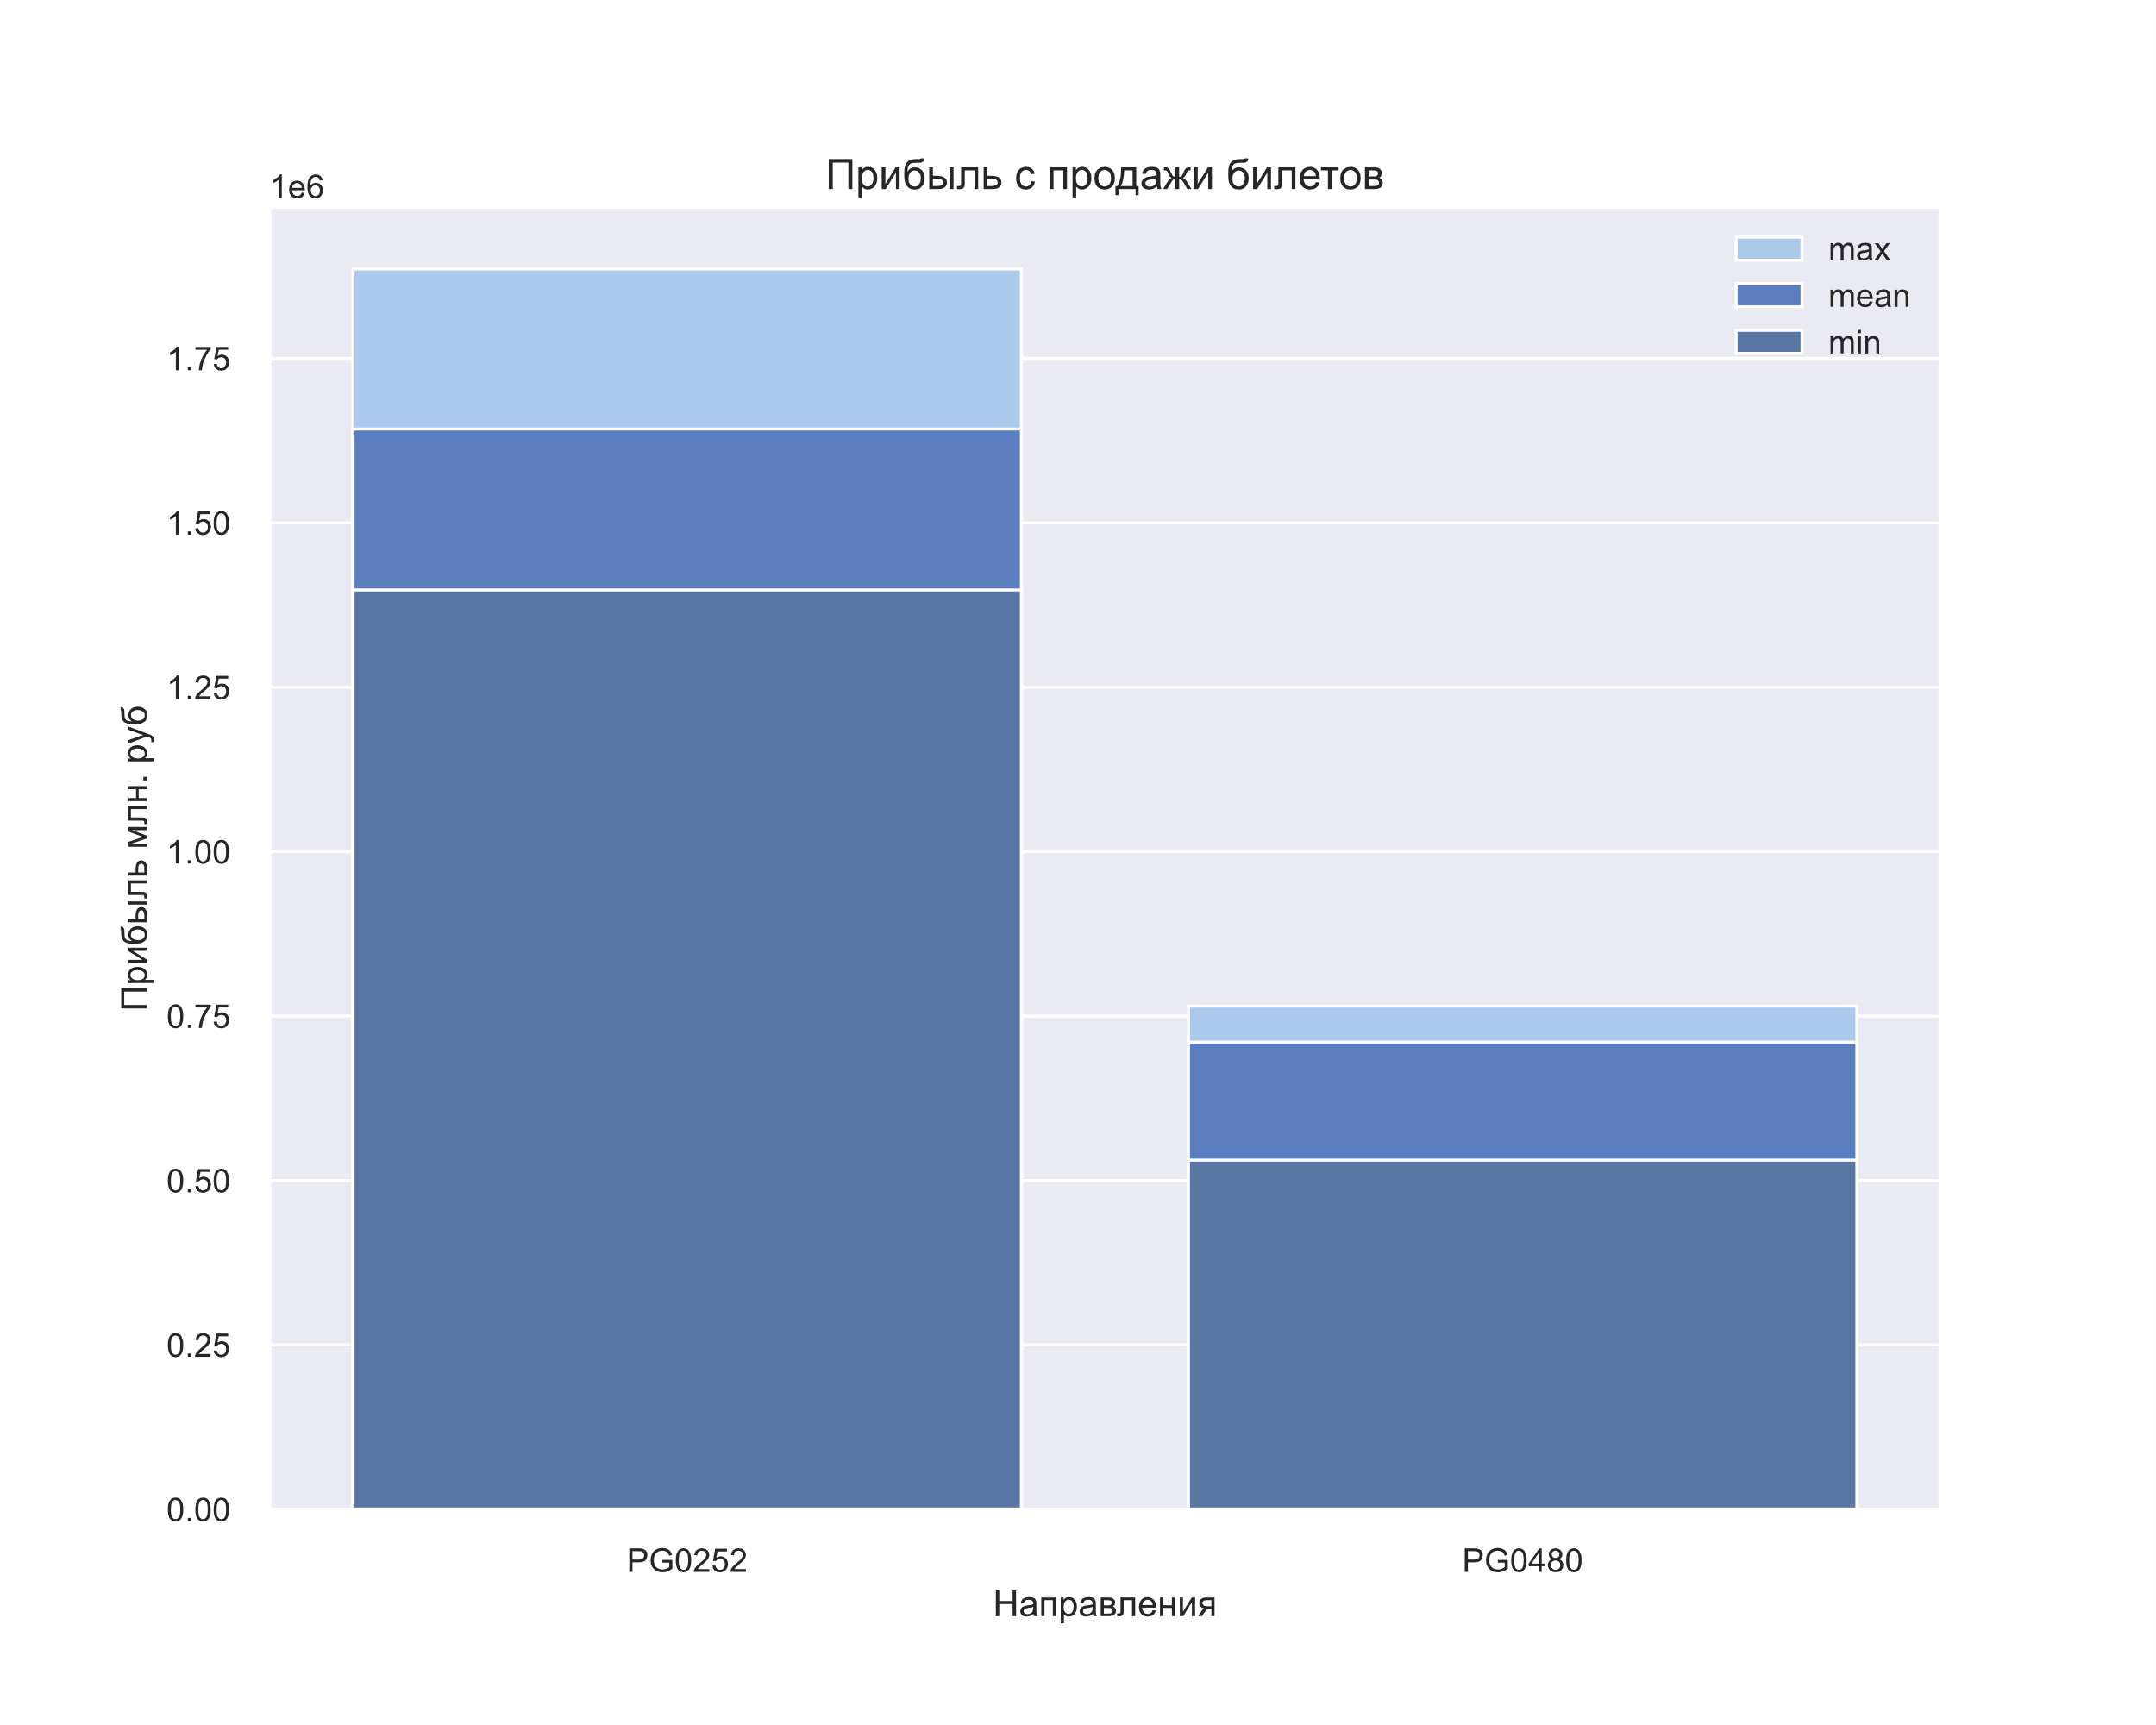 Прибыль с продажи билетов
1e6
max
mean
min
1.75
1.50
1.25
1.00
0.75
0.50
0.25
0.00
Прибыль млн. руб
PG0252
PG0480
Направления